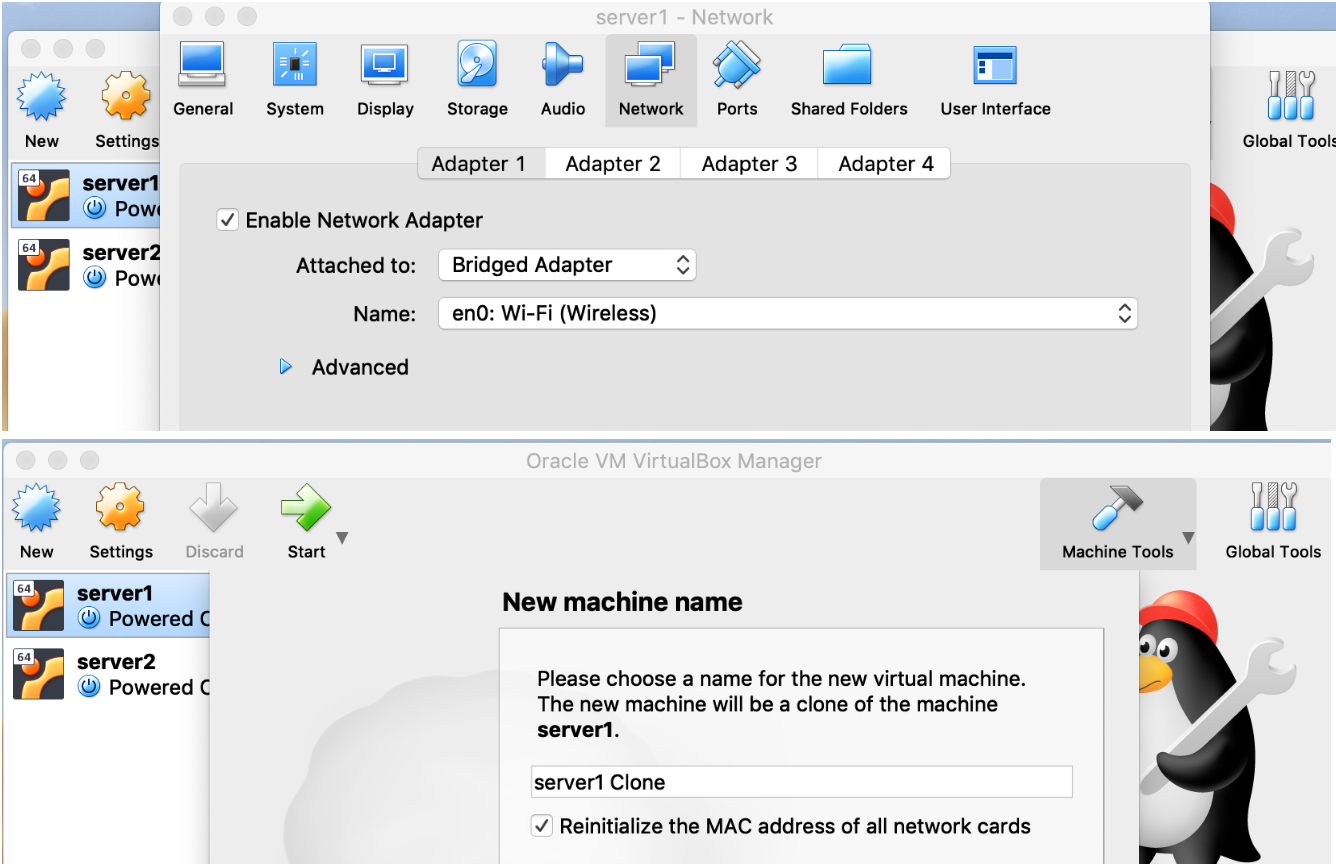 server1 - Network
General System Display Storage Audio Network Ports Shared Folders User Interface
New Settings Global Tools
Adapter 1 Adapter 2 Adapter 3 Adapter 4
64 server1
Powe
64 server2
Powe
Enable Network Adapter
Attached to: Bridged Adapter
Name: en0: Wi-Fi (Wireless)
Advanced
Oracle VM VirtualBox Manager
New Settings Discard Start Machine Tools Global Tools
64 server1
Powered O
64 server2
Powered O
New machine name
Please choose a name for the new virtual machine.
The new machine will be a clone of the machine
server1.
server1 Clone
Reinitialize the MAC address of all network cards